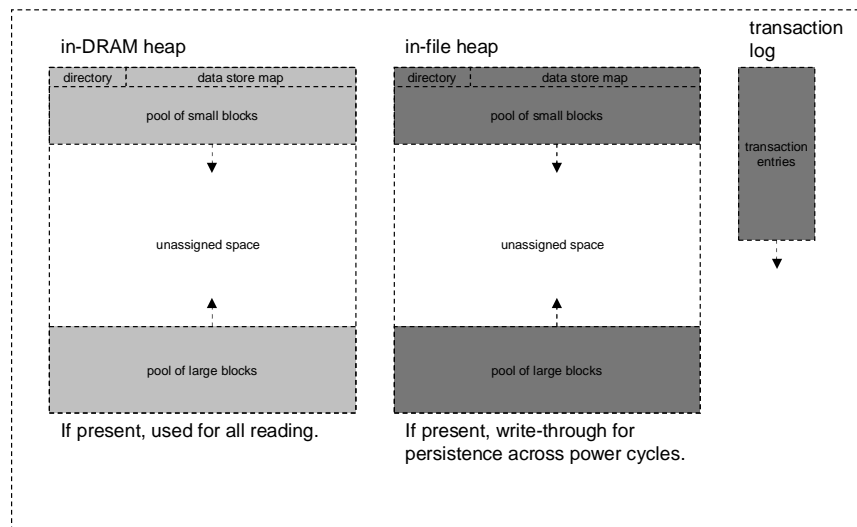 in-DRAM heap
directory
data store map
pool of small blocks
unassigned space
pool of large blocks
If present, used for all reading.
in-file heap
directory
data store map
pool of small blocks
unassigned space
pool of large blocks
If present, write-through for
persistence across power cycles.
transaction
log
transaction
entries